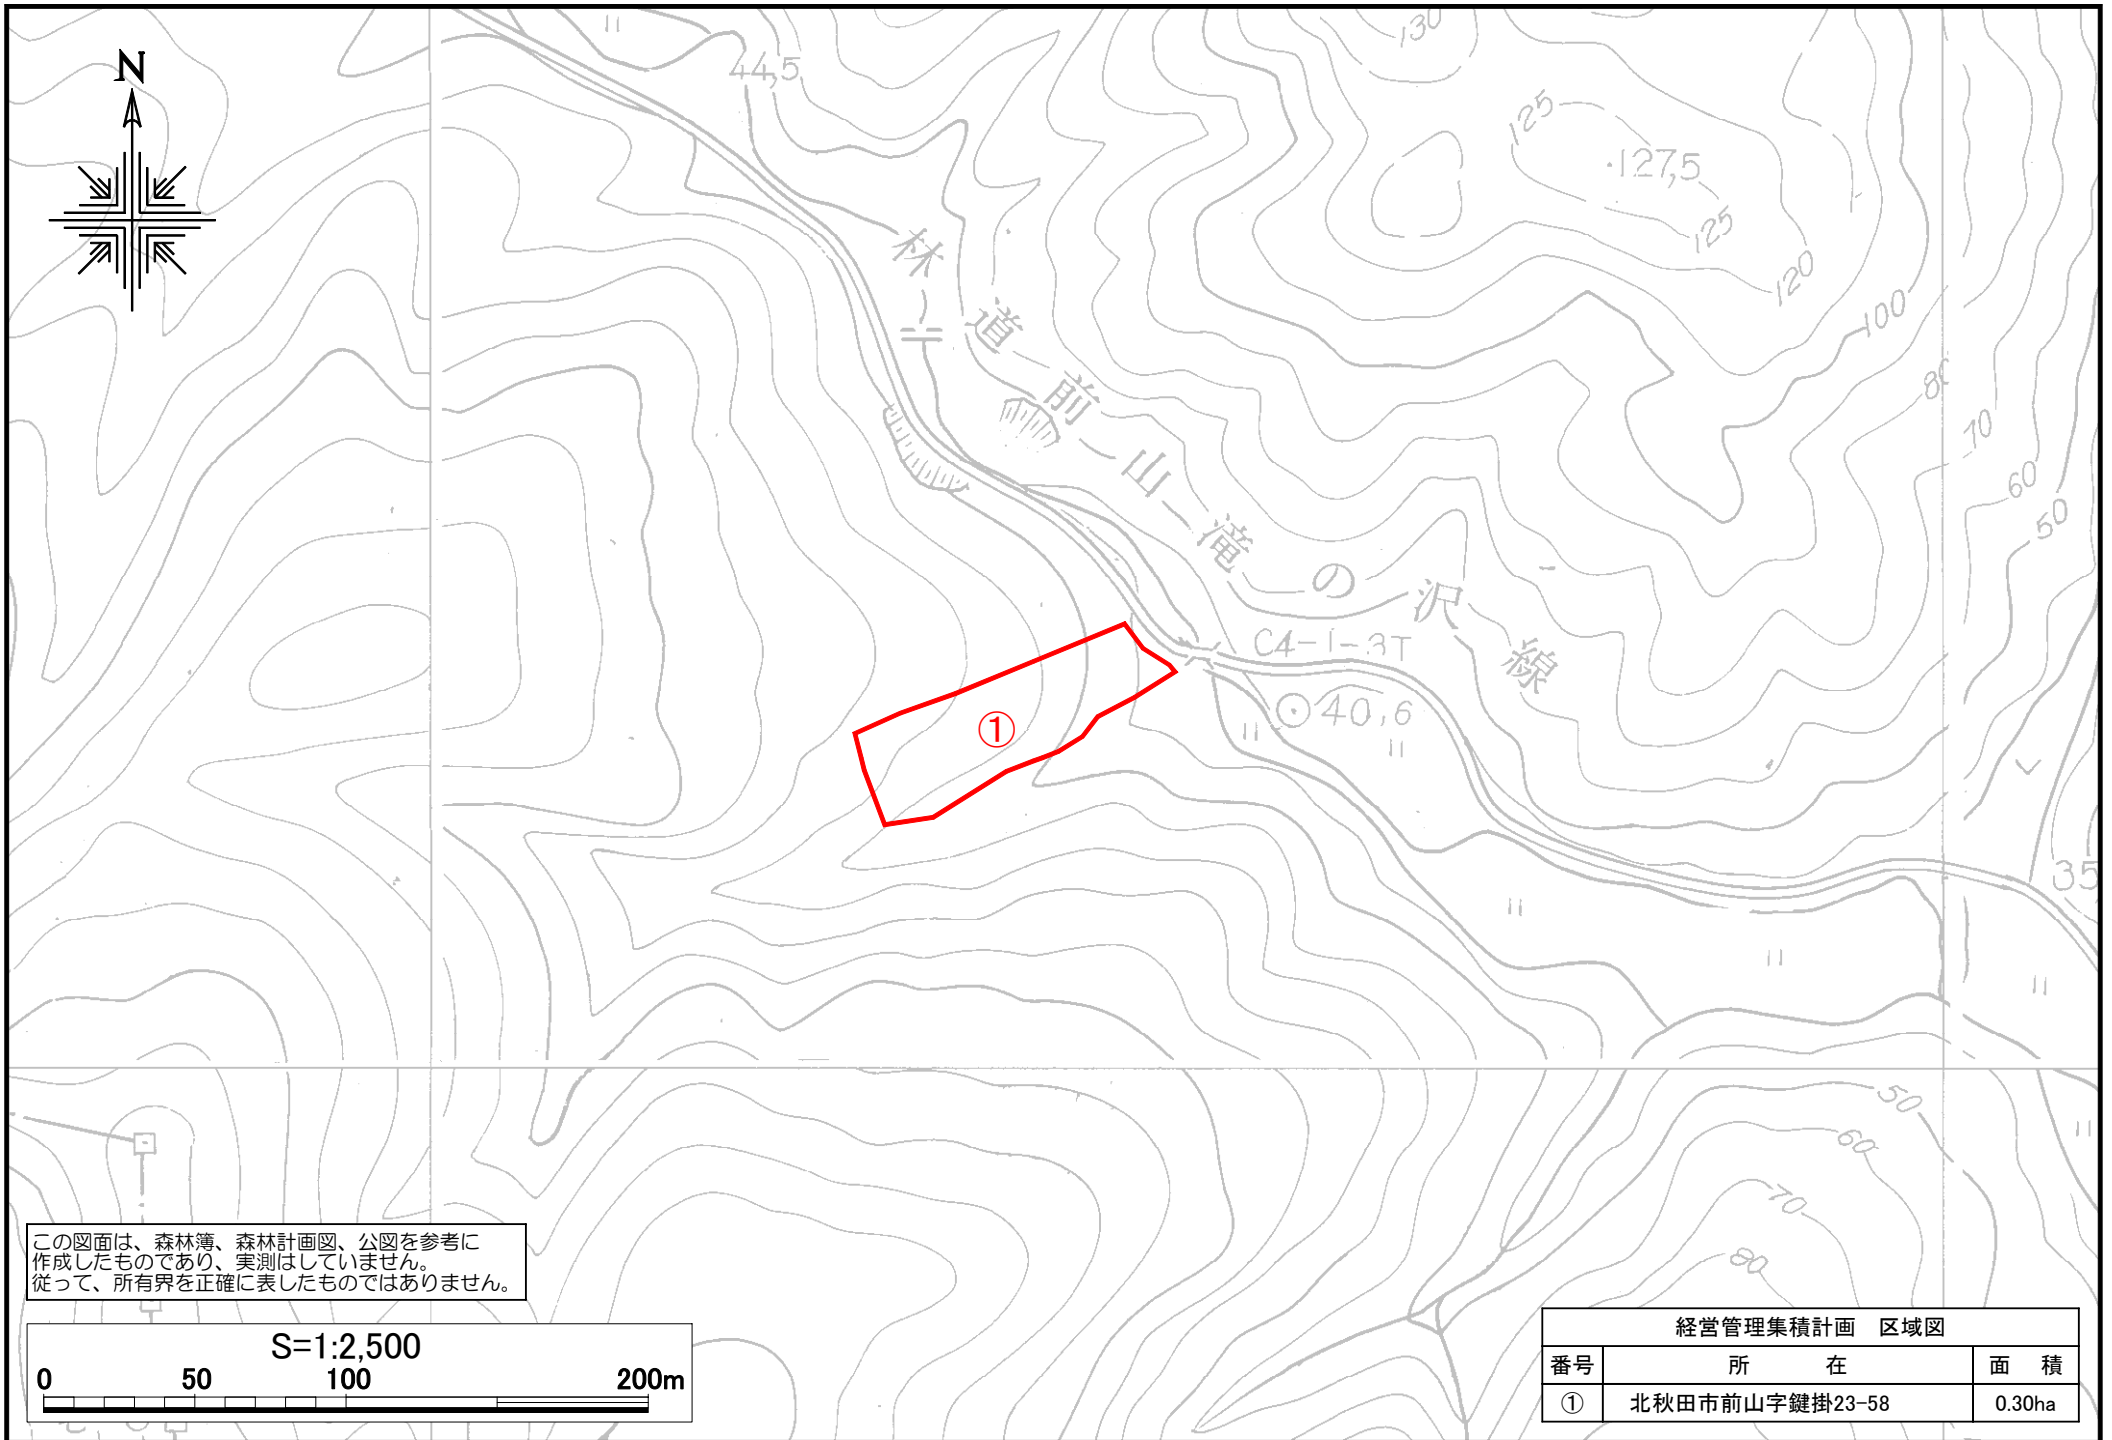 N
130
44,5
125
・127,5
125
120
100
80
70
60
50
林道前山滝の沢線
C4-1-3T
40,6
①
35
50
60
70
80
この図面は、森林簿、森林計画図、公図を参考に
作成したものであり、実測はしていません。
従って、所有界を正確に表したものではありません。
S=1:2,500
0 50 100 200m
経営管理集積計画 区域図
番号 所在 面積
① 北秋田市前山字鍵掛23-58 0.30ha